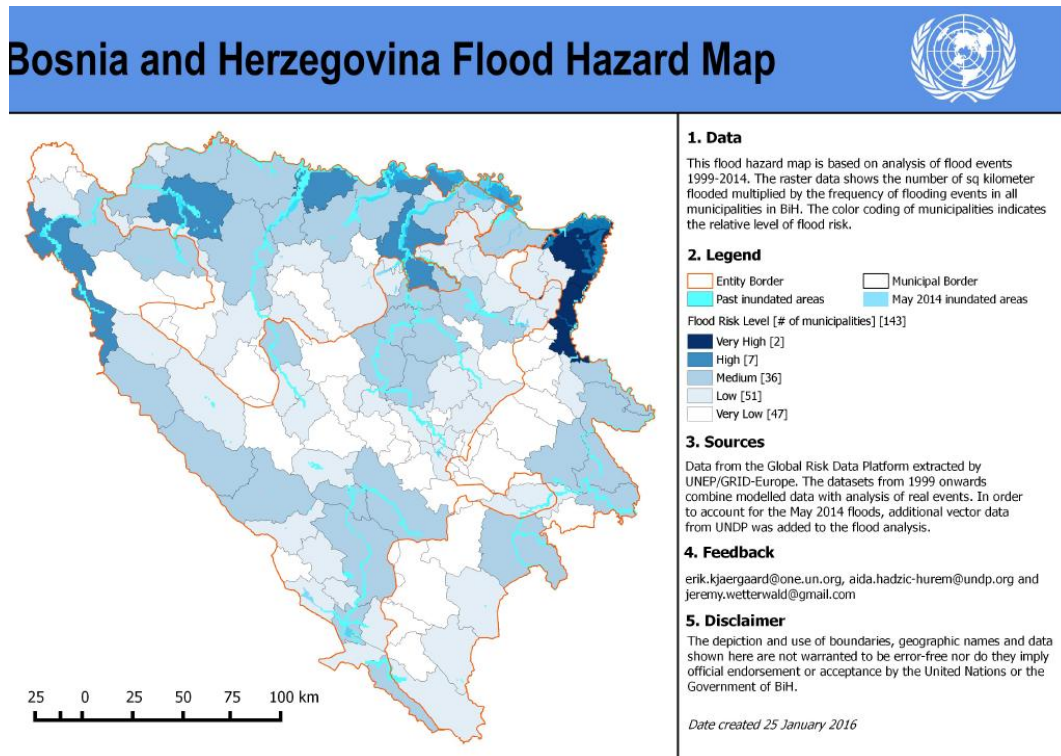 Bosnia and Herzegovina Flood Hazard Map
1. Data
This flood hazard map is based on analysis of flood events
1999-2014. The raster data shows the number of sq kilometer
flooded multiplied by the frequency of flooding events in all
municipalities in BiH. The color coding of municipalities indicates
the relative level of flood risk.
2. Legend
Entity Border
Municipal Border
Past inundated areas
May 2014 inundated areas
Flood Risk Level [# of municipalities] [143]
Very High [2]
High [7]
Medium [36]
Low [51]
Very Low [47]
3. Sources
Data from the Global Risk Data Platform extracted by
UNEP/GRID-Europe. The datasets from 1999 onwards
combine modelled data with analysis of real events. In order
to account for the May 2014 floods, additional vector data
from UNDP was added to the flood analysis.
4. Feedback
erik.kjaergaard@one.un.org, aida.hadzic-hurem@undp.org and
jeremy.wetterwald@gmail.com
5. Disclaimer
The depiction and use of boundaries, geographic names and data
shown here are not warranted to be error-free nor do they imply
official endorsement or acceptance by the United Nations or the
Government of BiH.
Date created 25 January 2016
25 0 25 50 75 100 km